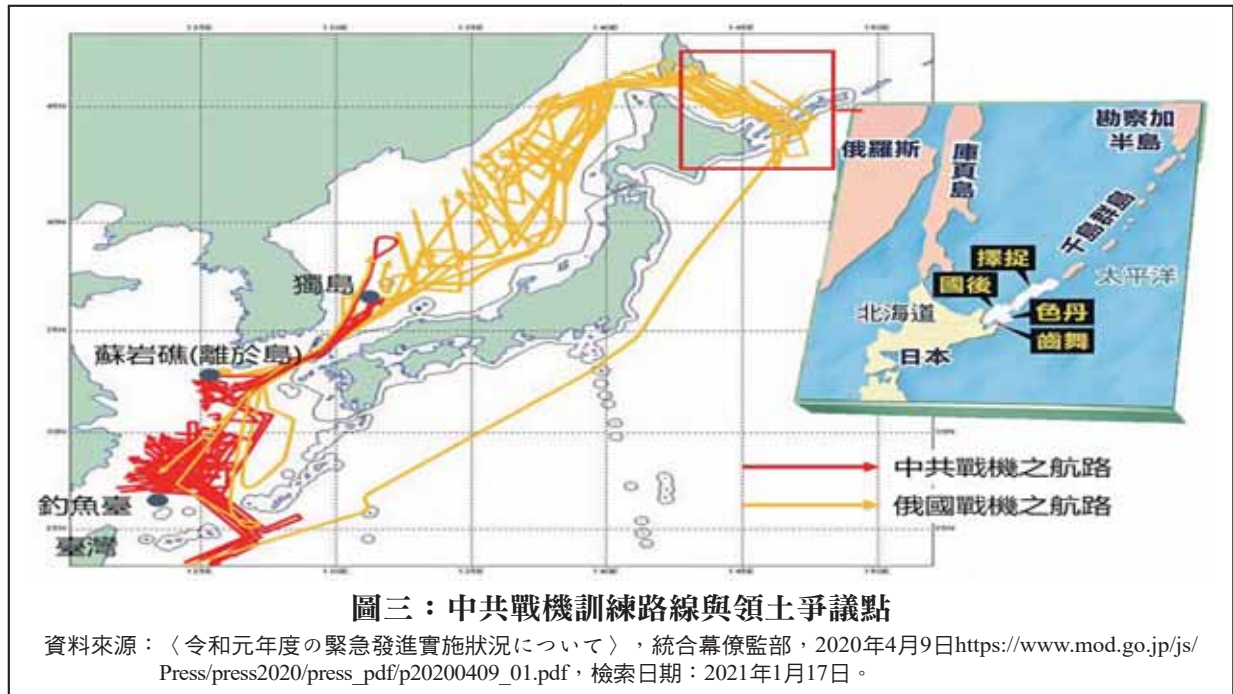 125E 130E 135E 140E 145E 150E
俄羅斯
庫頁島
勘察加
半島
千島群島
太平洋
擇捉
國後
色丹
齒舞
北海道
日本
獨島
蘇岩礁(離於島)
釣魚臺
臺灣
中共戰機之航路
俄國戰機之航路
圖三：中共戰機訓練路線與領土爭議點
資料來源：〈令和元年度の緊急發進實施狀況について〉，統合幕僚監部，2020年4月9日https://www.mod.go.jp/js/
Press/press2020/press_pdf/p20200409_01.pdf，檢索日期：2021年1月17日。